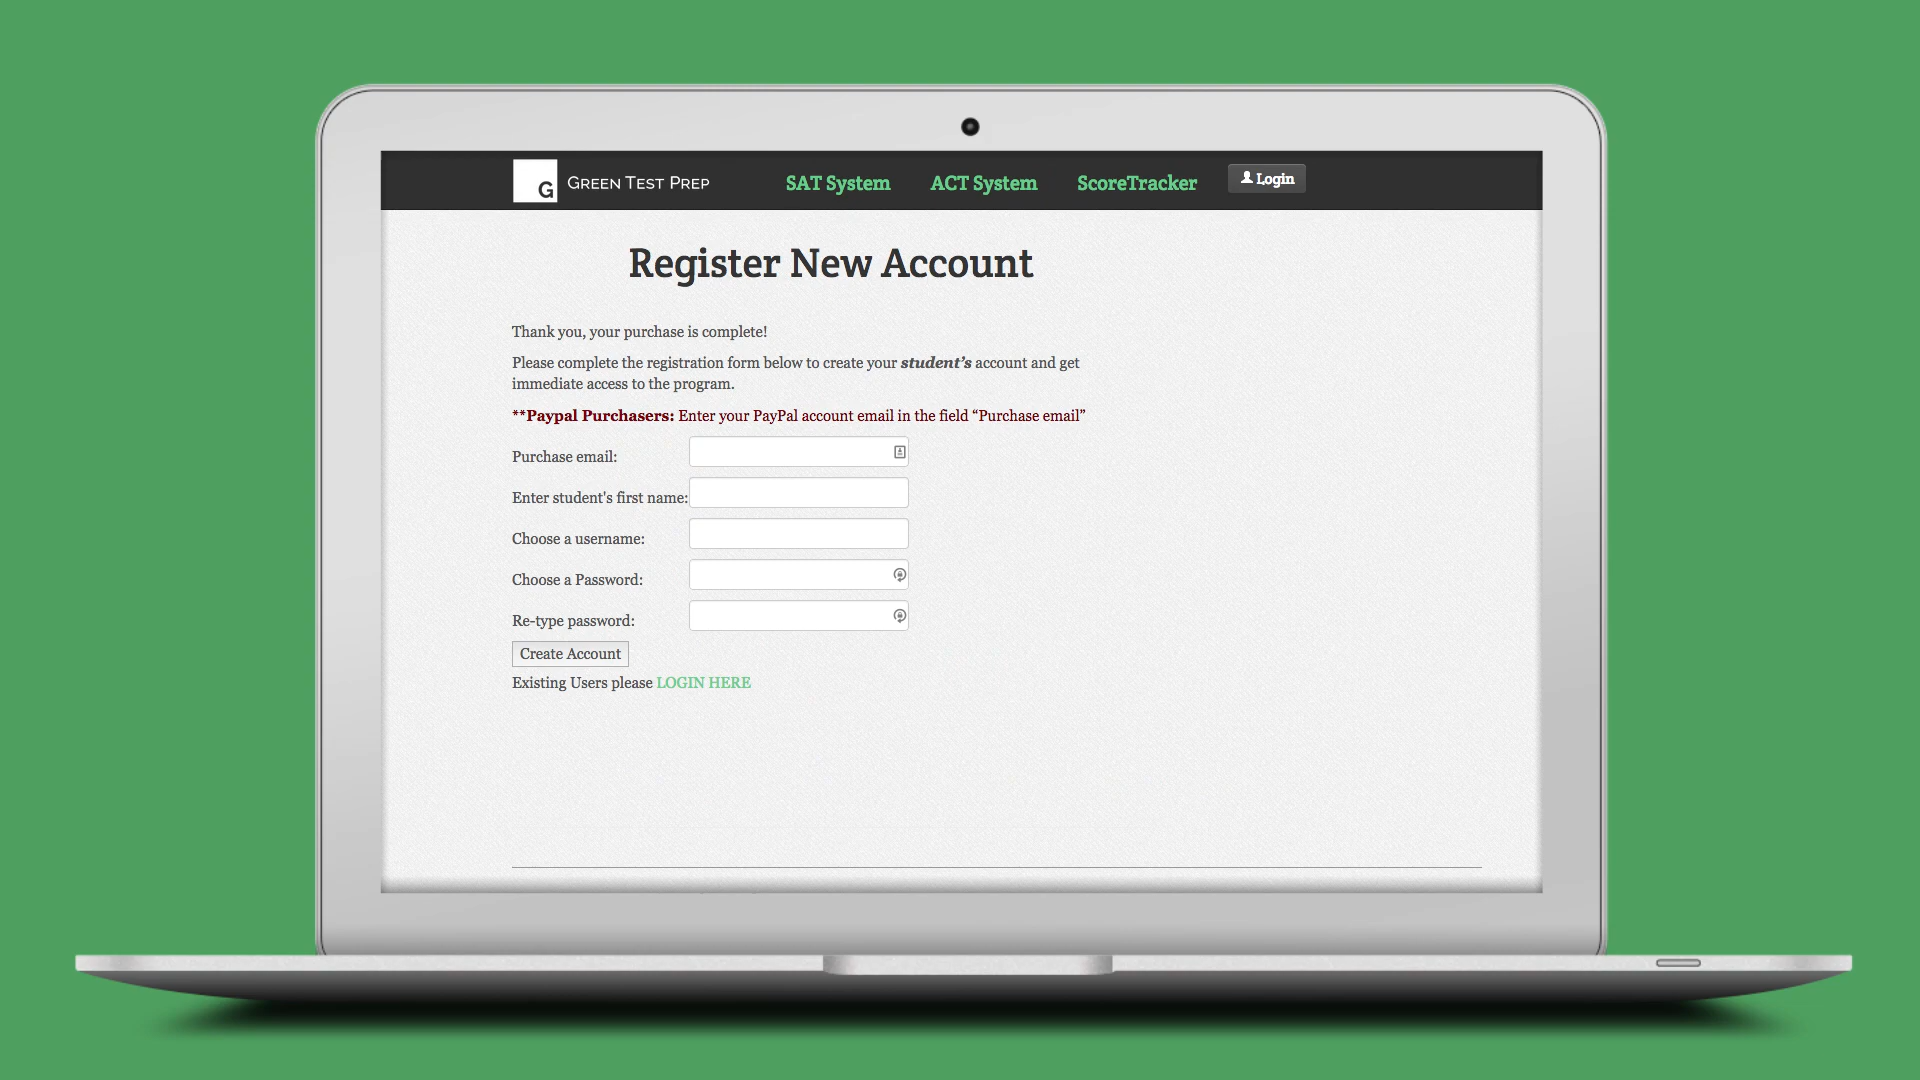 G GREEN TEST PREP SAT System ACT System ScoreTracker Login
Register New Account
Thank you, your purchase is complete!
Please complete the registration form below to create your student’s account and get
immediate access to the program.
**Paypal Purchasers: Enter your PayPal account email in the field “Purchase email”
Purchase email:
Enter student's first name:
Choose a username:
Choose a Password:
Re-type password:
Create Account
Existing Users please LOGIN HERE